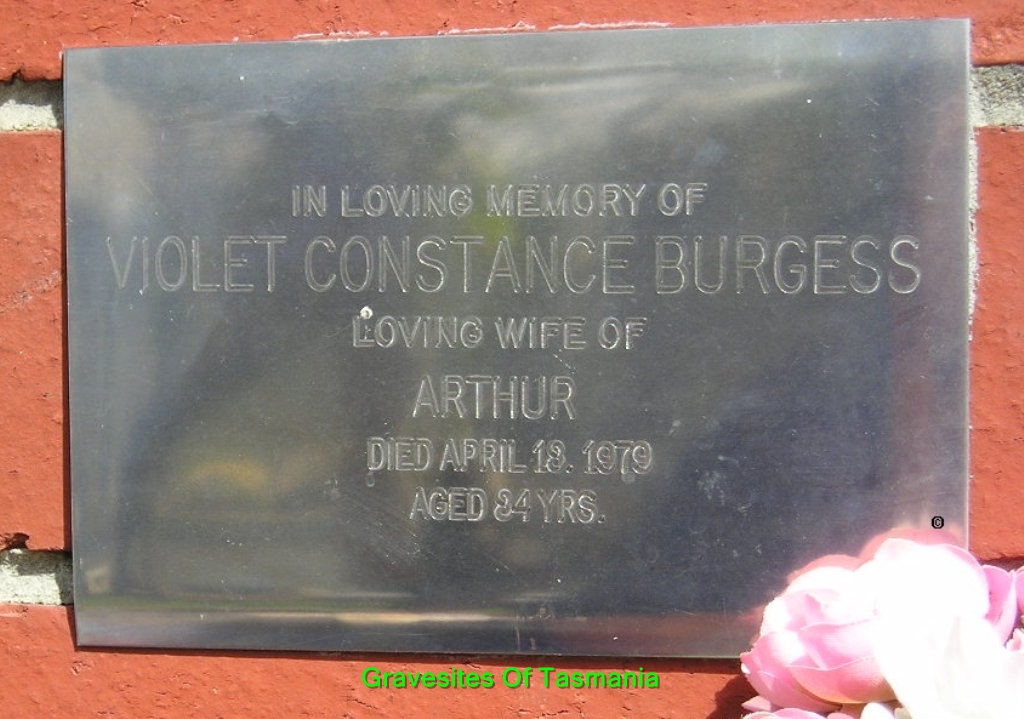 IN LOVING MEMORY OF
VIOLET CONSTANCE BURGESS
LOVING WIFE OF
ARTHUR
DIED APRIL 18. 1979
AGED 84 YRS.
©
Gravesites Of Tasmania